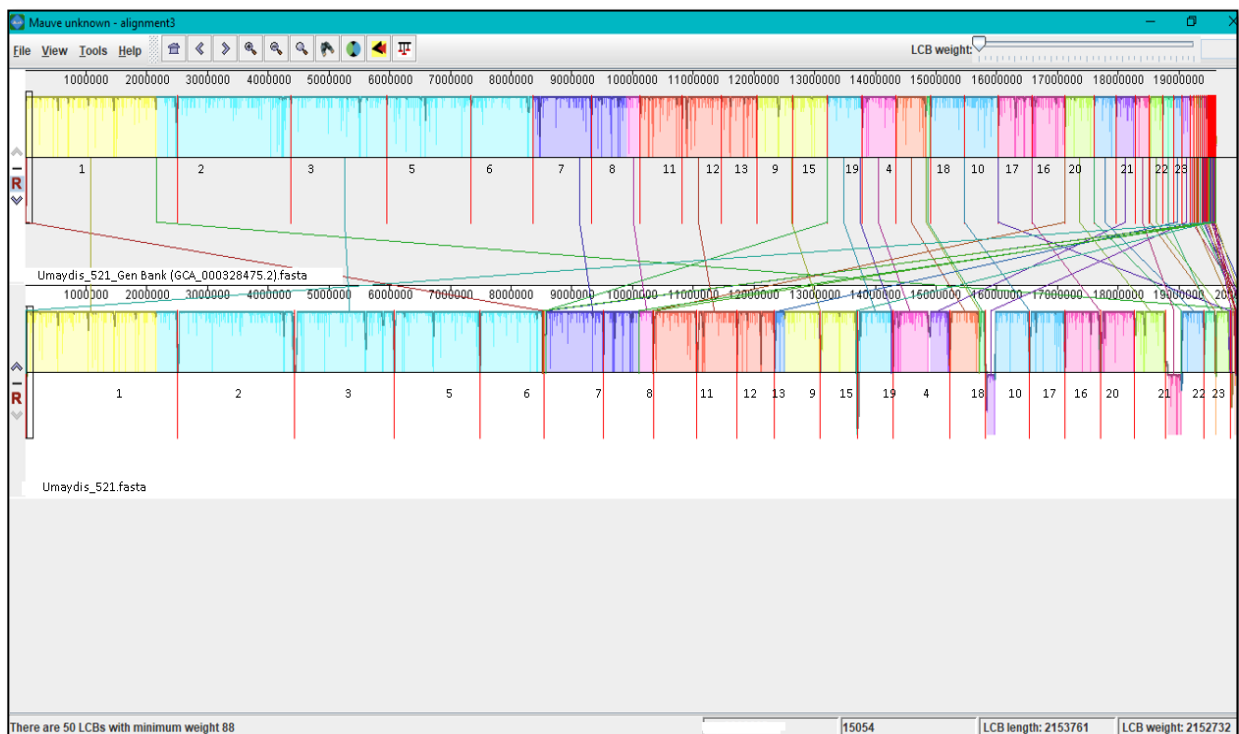 Mauve unknown - alignment3
File View Tools Help LCB weight:
1000000 2000000 3000000 4000000 5000000 6000000 7000000 8000000 9000000 10000000 11000000 12000000 13000000 14000000 15000000 16000000 17000000 18000000 19000000
1 2 3 5 6 7 8 11 12 13 9 15 19 4 18 10 17 16 20 21 22 23
R
Umaydis_521_Gen Bank (GCA_000328475.2).fasta
1000000 2000000 3000000 4000000 5000000 6000000 7000000 8000000 9000000 10000000 11000000 12000000 13000000 14000000 15000000 16000000 17000000 18000000 19000000
1 2 3 5 6 7 8 11 12 13 9 15 19 4 18 10 17 16 20 21 22 23
R
Umaydis_521.fasta
There are 50 LCBs with minimum weight 88 15054 LCB length: 2153761 LCB weight: 2152732